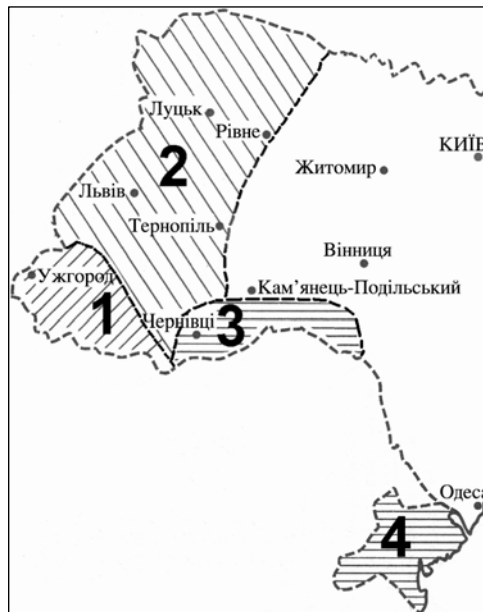 Луцьк
Рівне
КИЇВ
2
Житомир
Львів
Тернопіль
Вінниця
Ужгород
Кам’янець-Подільський
1
Чернівці
3
Одеса
4